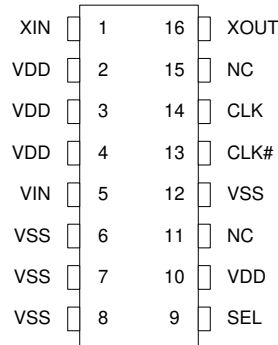 XIN 1 16 XOUT
VDD 2 15 NC
VDD 3 14 CLK
VDD 4 13 CLK#
VIN 5 12 VSS
VSS 6 11 NC
VSS 7 10 VDD
VSS 8 9 SEL